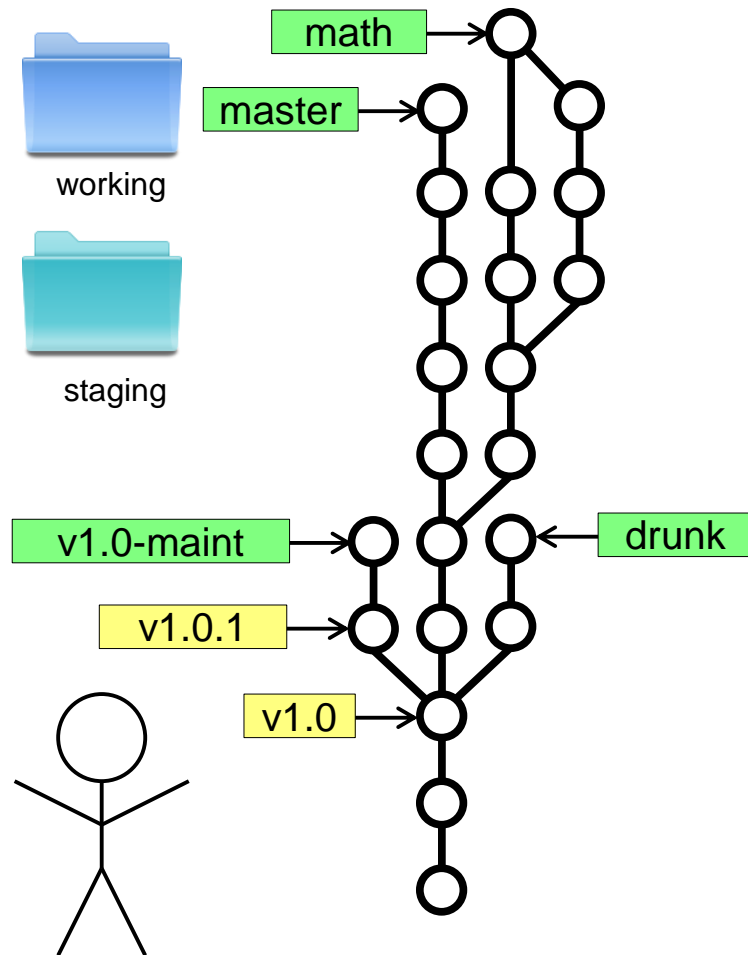 math
master
working
staging
v1.0-maint
drunk
v1.0.1
v1.0